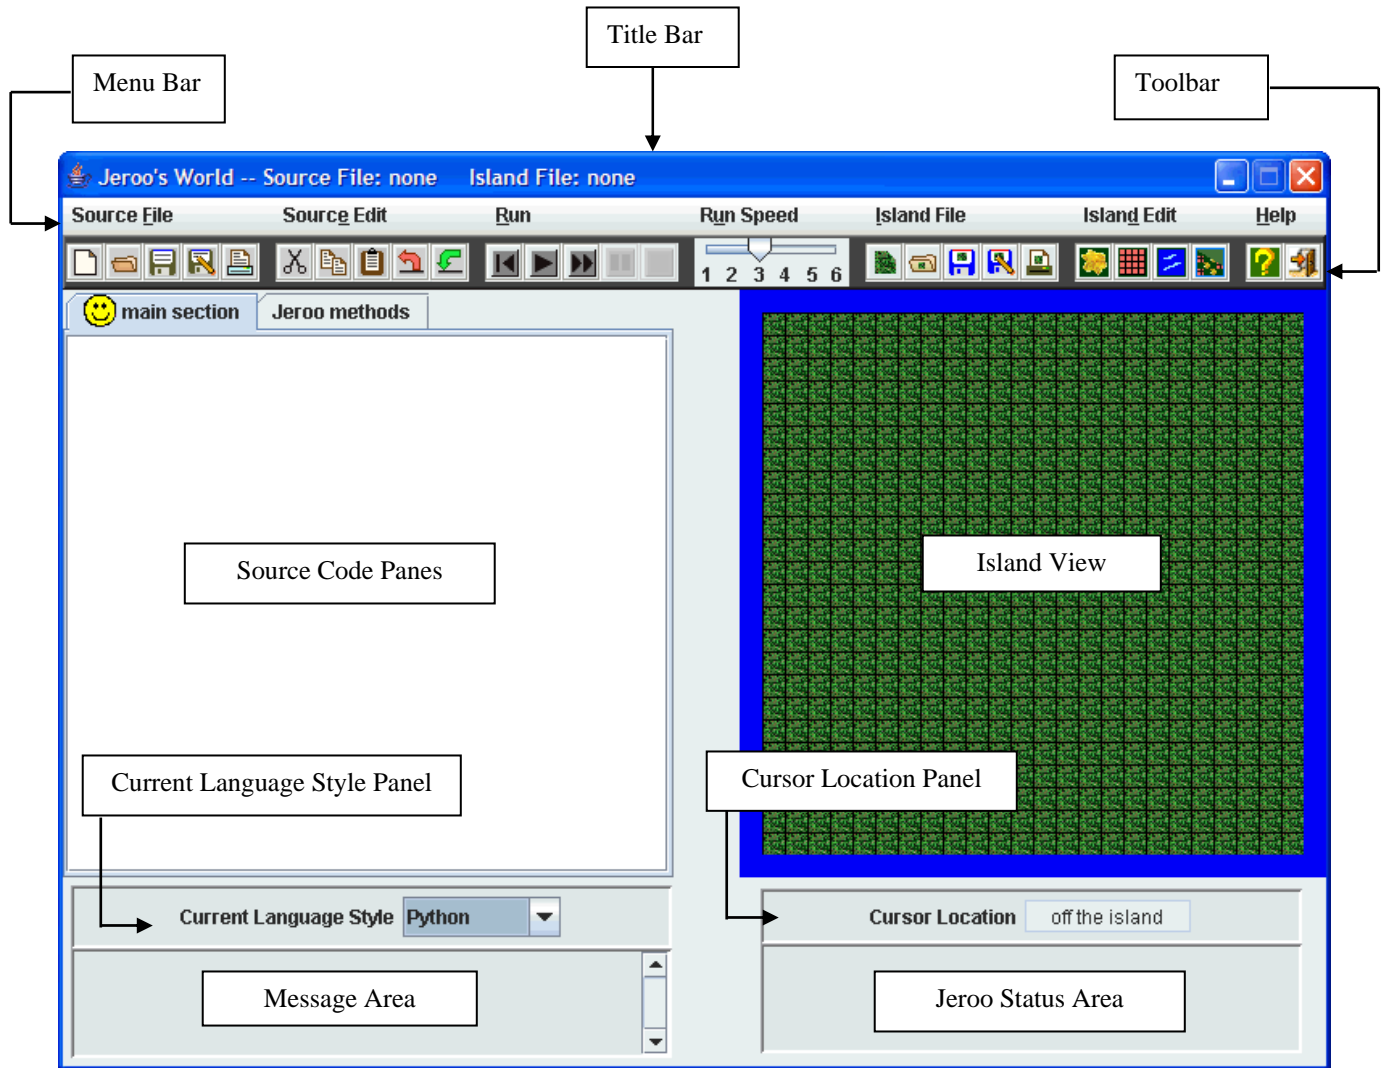 Title Bar
Menu Bar
Toolbar
Jeroo's World -- Source File: none Island File: none
Source File Source Edit Run Run Speed Island File Island Edit Help
1 2 3 4 5 6
main section Jeroo methods
Source Code Panes
Island View
Current Language Style Panel
Cursor Location Panel
Current Language Style Python
Cursor Location off the island
Message Area
Jeroo Status Area